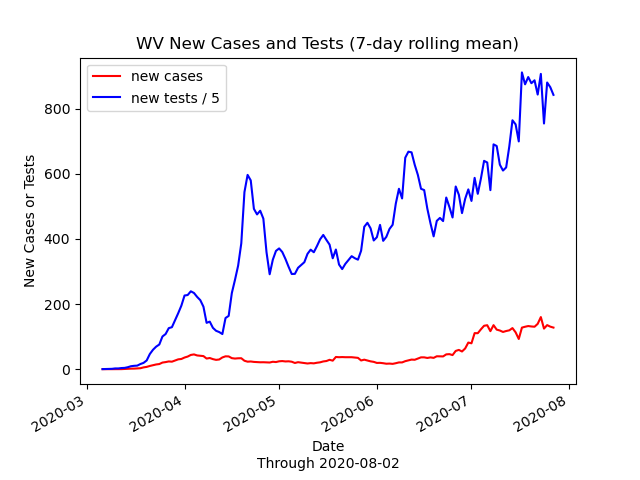 WV New Cases and Tests (7-day rolling mean)
new cases
new tests / 5
New Cases or Tests
800
600
400
200
0
2020-03
2020-04
2020-05
2020-06
2020-07
2020-08
Date
Through 2020-08-02